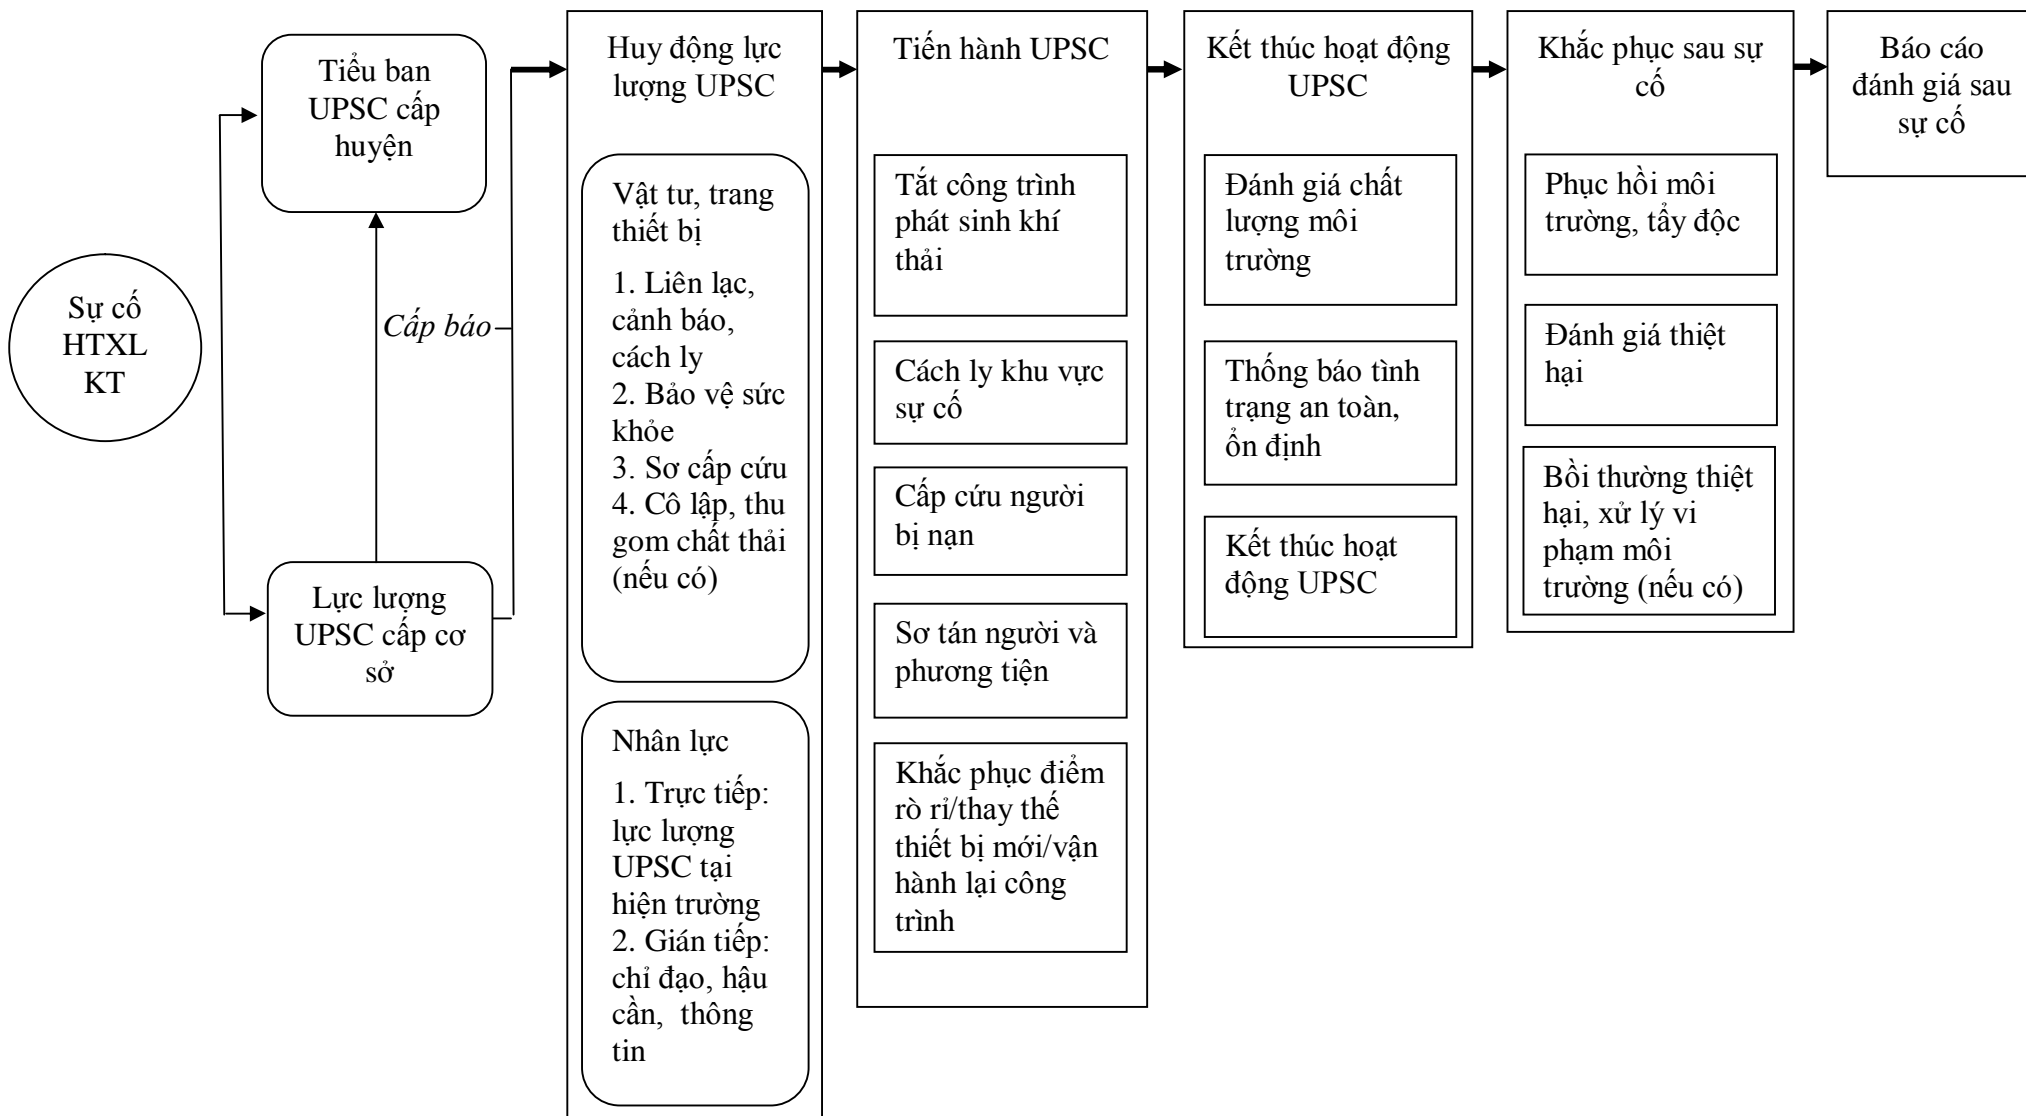 Sự cố
HTXL
KT
Tiểu ban
UPSC cấp
huyện
Cấp báo
Lực lượng
UPSC cấp cơ
sở
Huy động lực
lượng UPSC
Vật tư, trang
thiết bị
1. Liên lạc,
cảnh báo,
cách ly
2. Bảo vệ sức
khỏe
3. Sơ cấp cứu
4. Cô lập, thu
gom chất thải
(nếu có)
Nhân lực
1. Trực tiếp:
lực lượng
UPSC tại
hiện trường
2. Gián tiếp:
chỉ đạo, hậu
cần, thông
tin
Tiến hành UPSC
Tắt công trình
phát sinh khí
thải
Cách ly khu vực
sự cố
Cấp cứu người
bị nạn
Sơ tán người và
phương tiện
Khắc phục điểm
rò rỉ/thay thế
thiết bị mới/vận
hành lại công
trình
Kết thúc hoạt động
UPSC
Đánh giá chất
lượng môi
trường
Thống báo tình
trạng an toàn,
ổn định
Kết thúc hoạt
động UPSC
Khắc phục sau sự
cố
Phục hồi môi
trường, tẩy độc
Đánh giá thiệt
hại
Bồi thường thiệt
hại, xử lý vi
phạm môi
trường (nếu có)
Báo cáo
đánh giá sau
sự cố